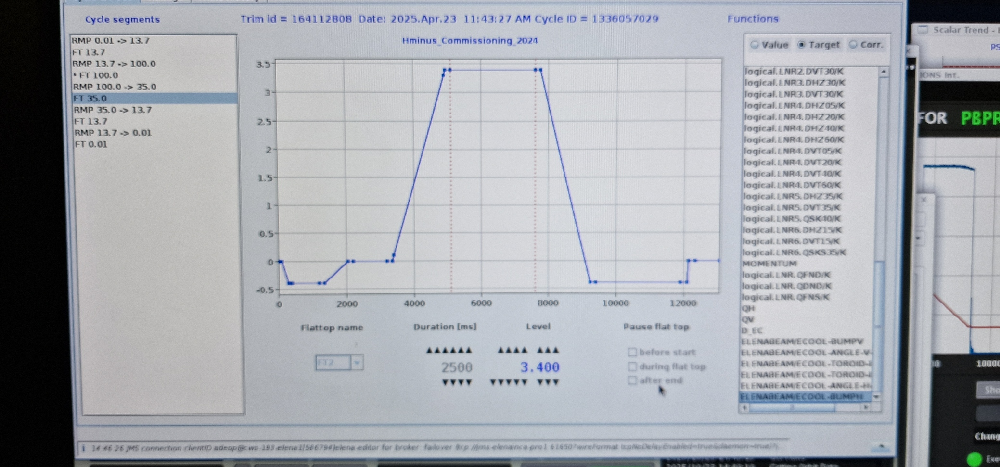 Cycle segments
Trim id = 164112808 Date: 2025.Apr.23 11:43:27 AM Cycle ID = 1336057029
Functions
Hminus_Commissioning_2024
RMP 0.01 -> 13.7
FT 13.7
RMP 13.7 -> 100.0
* FT 100.0
RMP 100.0 -> 35.0
FT 35.0
RMP 35.0 -> 13.7
FT 13.7
RMP 13.7 -> 0.01
FT 0.01
3.5
3
2.5
2
1.5
1
0.5
0
-0.5
0 2000 4000 6000 8000 10000 12000
Flattop name
Duration [ms]
Level
Pause flat top
FT2
2500
3.400
before start
during flat top
after end
Value Target Corr.
logical.LNR2.DVT30/K
logical.LNR3.DHZ30/K
logical.LNR3.DVT30/K
logical.LNR4.DHZ05/K
logical.LNR4.DHZ20/K
logical.LNR4.DHZ40/K
logical.LNR4.DHZ60/K
logical.LNR4.DVT05/K
logical.LNR4.DVT20/K
logical.LNR4.DVT40/K
logical.LNR4.DVT60/K
logical.LNR5.DHZ35/K
logical.LNR5.DVT35/K
logical.LNR5.QSK40/K
logical.LNR6.DHZ15/K
logical.LNR6.DVT15/K
logical.LNR6.QSKS35/K
MOMENTUM
logical.LNR.QFND/K
logical.LNR.QDND/K
logical.LNR.QFNS/K
QH
QV
D_EC
ELENABEAM/ECOOL-BUMPV
ELENABEAM/ECOOL-ANGLE-V
ELENABEAM/ECOOL-TOROID-
ELENABEAM/ECOOL-TOROID-
ELENABEAM/ECOOL-ANGLE-H
ELENABEAM/ECOOL-BUMPH
14 46 26 JMS connection clientID adeop@cwo-193-elena1[586794]elena-editor for broker failover
Scalar Trend -
PS
IONS Int.
FOR PBPR
10000
Sho
Chang
Exe